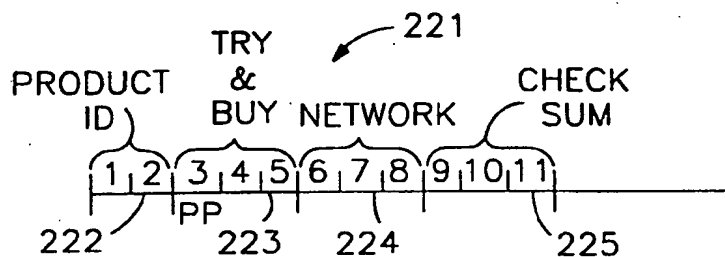 221
TRY
&
BUY
PRODUCT
ID
NETWORK
CHECK
SUM
1 2 3 4 5 6 7 8 9 10 11
PP
222 223 224 225